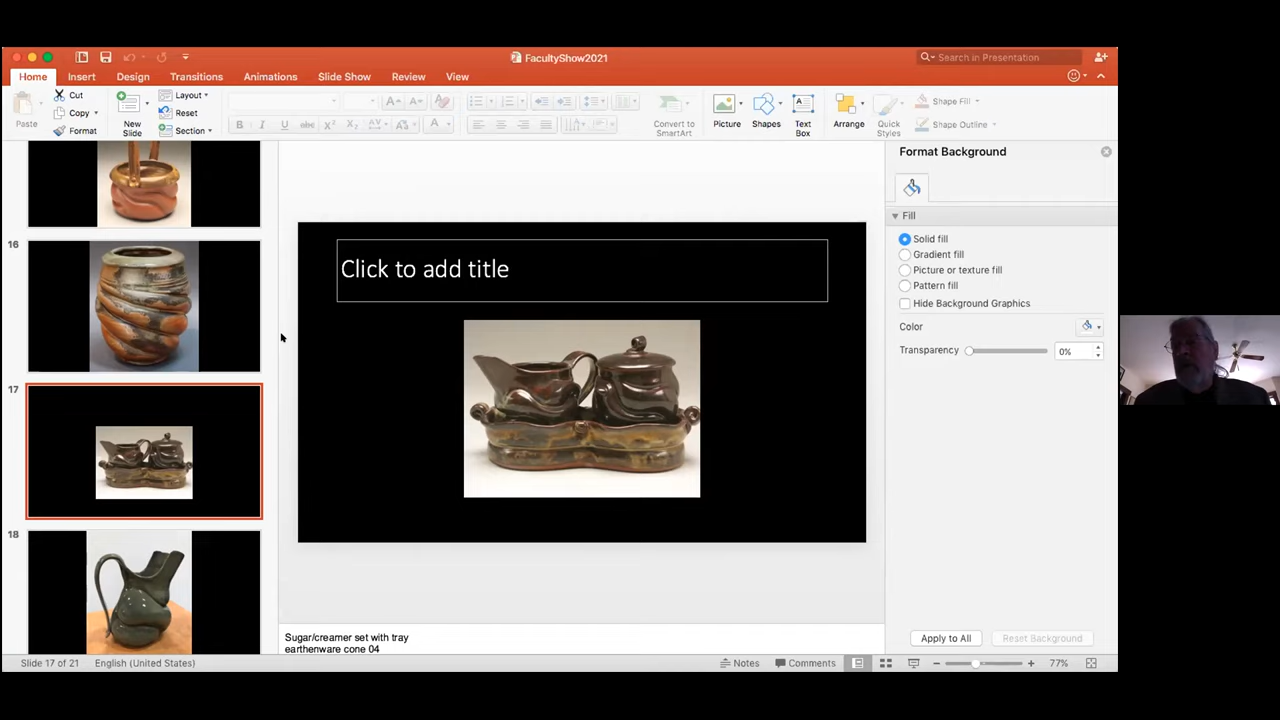 FacultyShow2021
Search in Presentation
Home Insert Design Transitions Animations Slide Show Review View
Paste
Cut
Copy
Format
New Slide
Layout
Reset
Section
Convert to SmartArt
Picture
Shapes
Text Box
Arrange
Quick Styles
Shape Fill
Shape Outline
16
17
18
Click to add title
Format Background
Fill
Solid fill
Gradient fill
Picture or texture fill
Pattern fill
Hide Background Graphics
Color
Transparency 0%
Apply to All Reset Background
Sugar/creamer set with tray
earthenware cone 04
Slide 17 of 21 English (United States) Notes Comments 77%